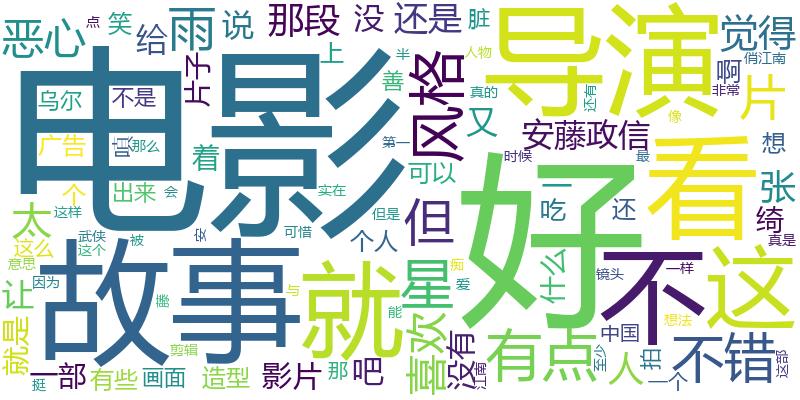 恶心
点
笑
给
雨
说
那段
没
还是
脏
导演
觉得
上
半
人物
啊
俏江南
片子
电影
风格
善
又
真的
还有
非常
片
乌尔
不是
安藤政信
像
想
广告
嗔
那么
着
第一
看
个
出来
会
实在
可以
时候
最
一
吃
还
张
太
这样
武侠
安
但是
但
好
绮
这么
这个
被
可惜
个人
什么
不
这
真是
意思
故事
就
星
痴
镜头
一样
让
因为
与
爱
能
喜欢
有点
中国
想法
就是
剪辑
那
吧
没有
江南
至少
人
拍
不错
这部
挺
一部
有些
画面
造型
影片
一个